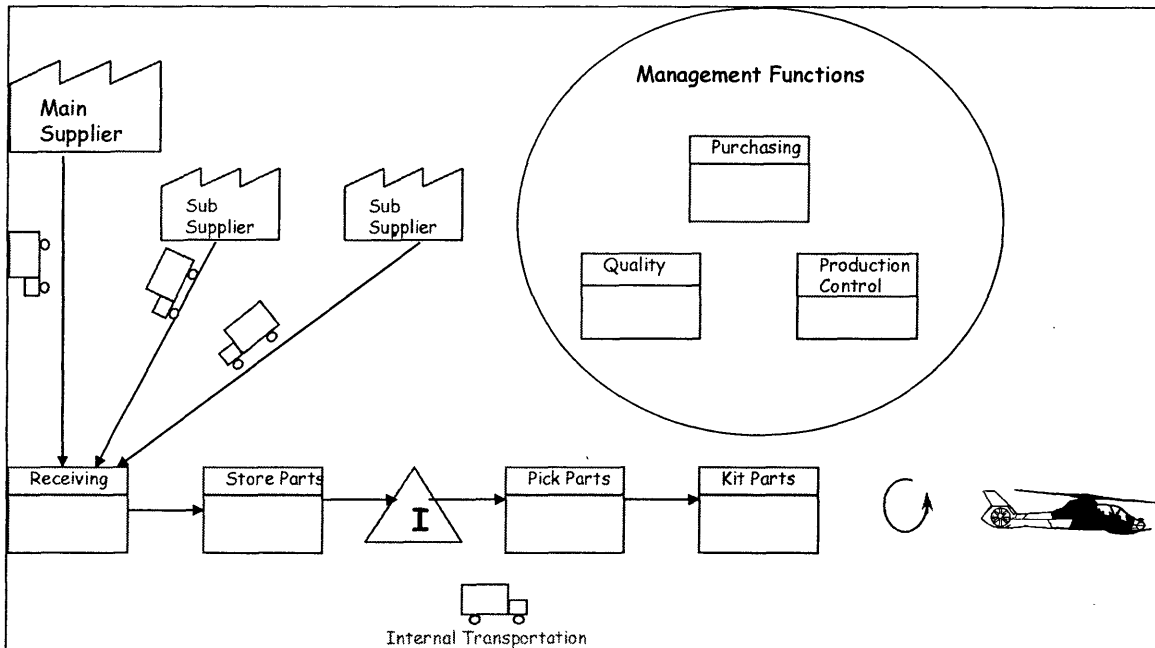 Management Functions
Main
Supplier
Purchasing
Sub
Supplier
Sub
Supplier
Quality
Production
Control
Receiving
Store Parts
I
Pick Parts
Kit Parts
Internal Transportation